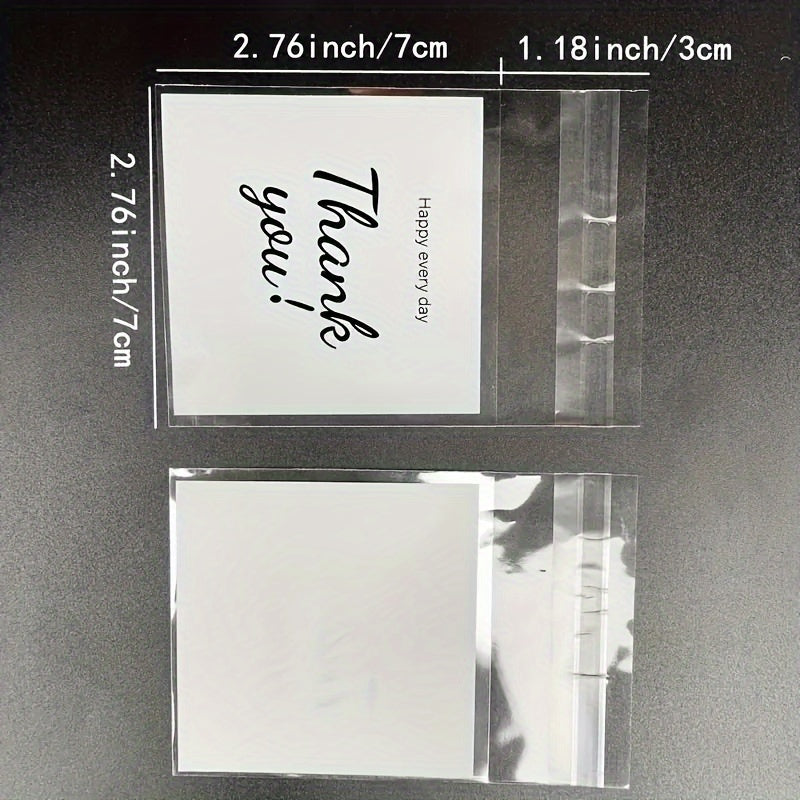 2.76inch/7cm
1.18inch/3cm
2.76inch/7cm
Happy every day
Thank
you!